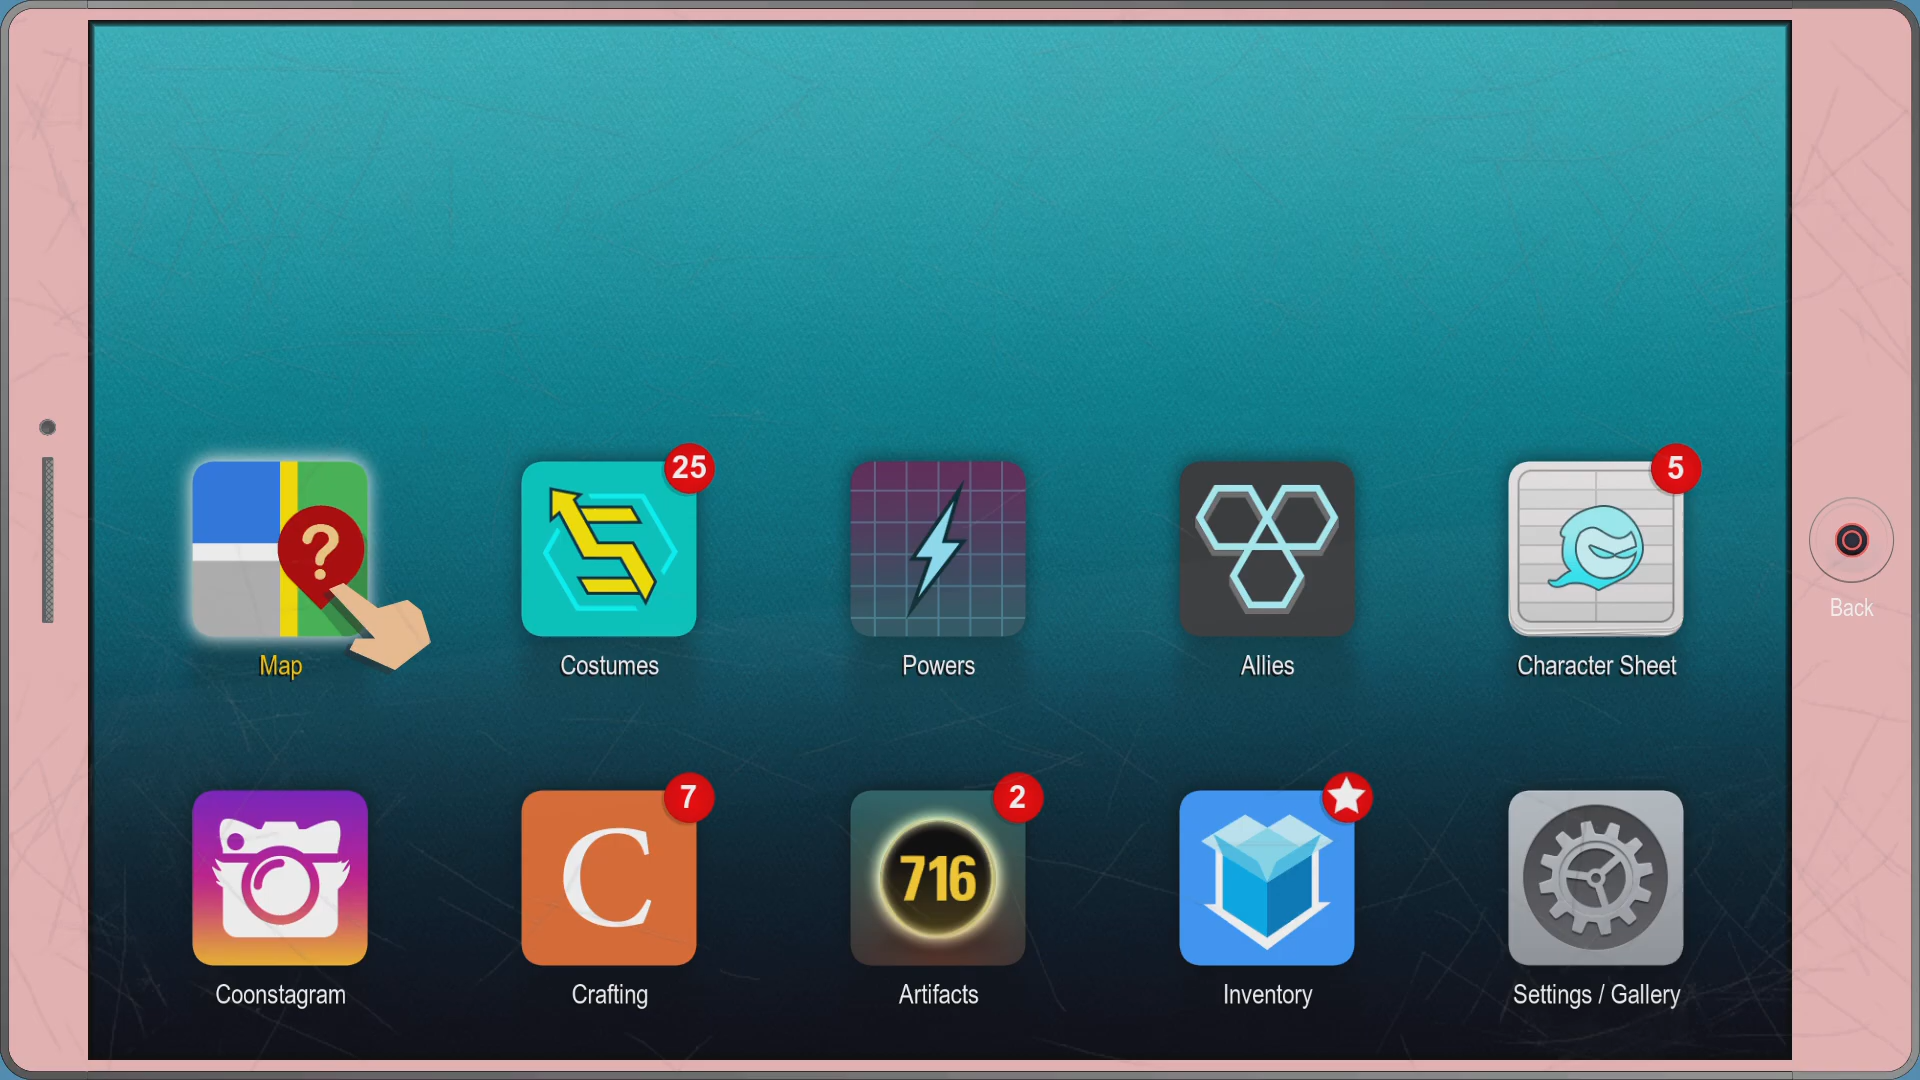 25
5
?
Map
Costumes
Powers
Allies
Character Sheet
Back
7
2
C
716
Coonstagram
Crafting
Artifacts
Inventory
Settings / Gallery